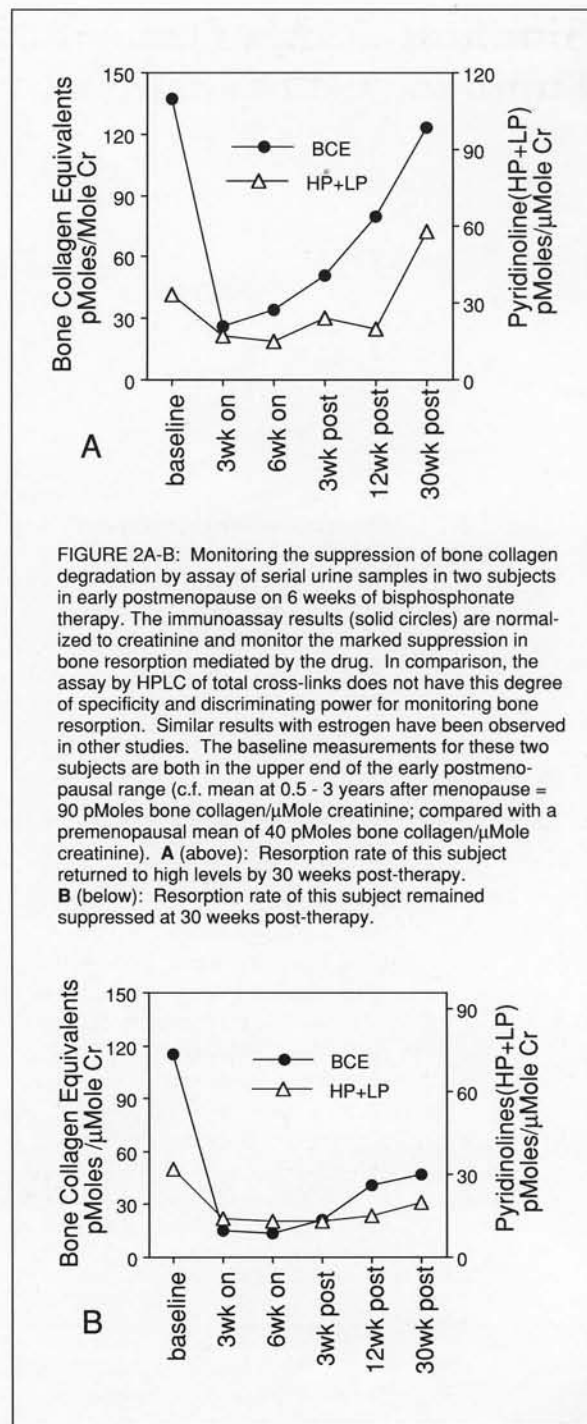 Bone Collagen Equivalents
pMoles/Mole Cr
150
120
90
60
30
0
BCE
HP+LP
120
90
60
30
0
Pyridinoline(HP+LP)
pMoles/µMole Cr
baseline
3wk on
6wk on
3wk post
12wk post
30wk post
A
FIGURE 2A-B: Monitoring the suppression of bone collagen
degradation by assay of serial urine samples in two subjects
in early postmenopause on 6 weeks of bisphosphonate
therapy. The immunoassay results (solid circles) are normal-
ized to creatinine and monitor the marked suppression in
bone resorption mediated by the drug. In comparison, the
assay by HPLC of total cross-links does not have this degree
of specificity and discriminating power for monitoring bone
resorption. Similar results with estrogen have been observed
in other studies. The baseline measurements for these two
subjects are both in the upper end of the early postmeno-
pausal range (c.f. mean at 0.5 - 3 years after menopause =
90 pMoles bone collagen/µMole creatinine; compared with a
premenopausal mean of 40 pMoles bone collagen/µMole
creatinine). A (above): Resorption rate of this subject
returned to high levels by 30 weeks post-therapy.
B (below): Resorption rate of this subject remained
suppressed at 30 weeks post-therapy.
Bone Collagen Equivalents
pMoles /µMole Cr
150
120
90
60
30
0
BCE
HP+LP
90
60
30
0
Pyridinolines(HP+LP)
pMoles/µMole Cr
baseline
3wk on
6wk on
3wk post
12wk post
30wk post
B